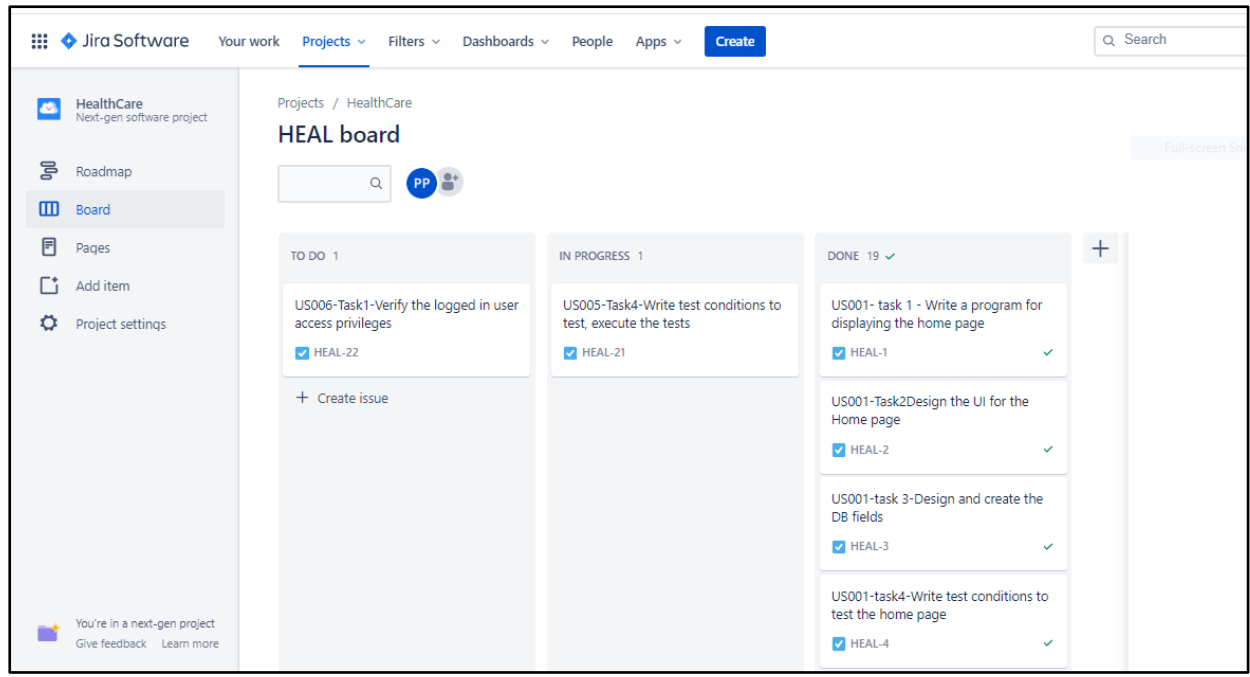 Jira Software
Your work
Projects
Filters
Dashboards
People
Apps
Create
Search
HealthCare
Next-gen software project
Roadmap
Board
Pages
Add item
Project settings
You're in a next-gen project
Give feedback Learn more
Projects / HealthCare
HEAL board
PP
Full-screen Sni
TO DO 1
US006-Task1-Verify the logged in user
access privileges
HEAL-22
+ Create issue
IN PROGRESS 1
US005-Task4-Write test conditions to
test, execute the tests
HEAL-21
DONE 19
US001- task 1 - Write a program for
displaying the home page
HEAL-1
US001-Task2Design the UI for the
Home page
HEAL-2
US001-task 3-Design and create the
DB fields
HEAL-3
US001-task4-Write test conditions to
test the home page
HEAL-4